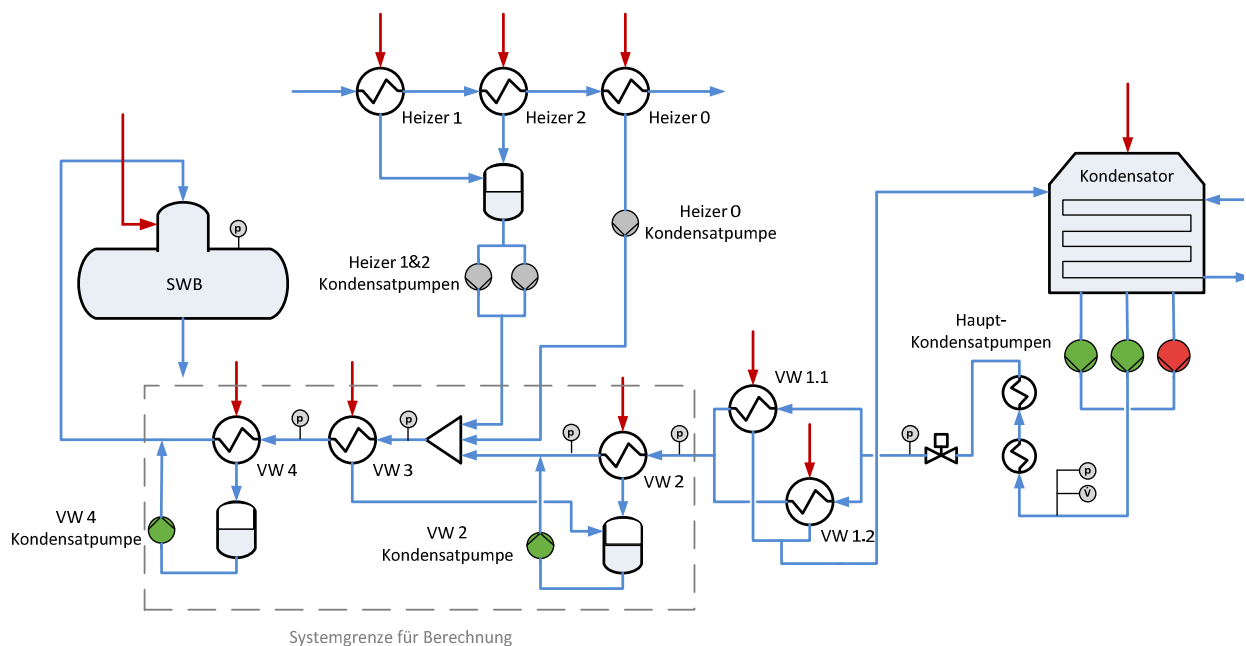 Heizer 1
Heizer 2
Heizer 0
Kondensator
p
SWB
Heizer 0
Kondensatpumpe
Heizer 1&2
Kondensatpumpen
Haupt-
Kondensatpumpen
VW 1.1
p
p
p
p
p
VW 4
VW 3
VW 2
p
V̇
VW 4
Kondensatpumpe
VW 2
Kondensatpumpe
VW 1.2
Systemgrenze für Berechnung